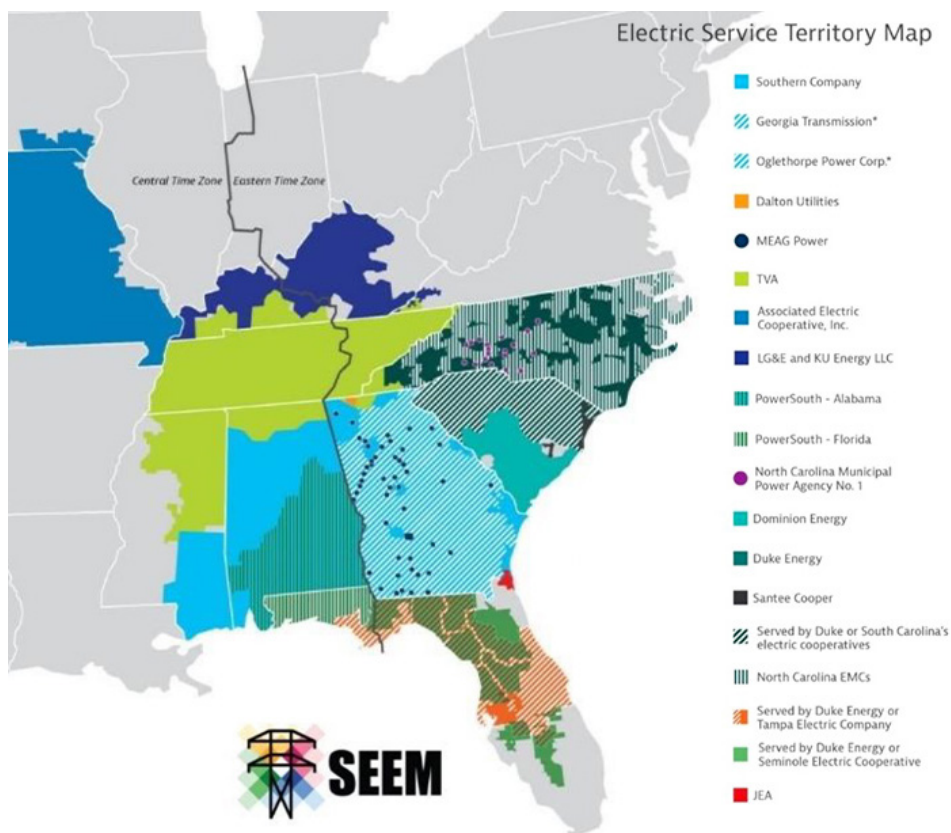 Electric Service Territory Map
Southern Company
Georgia Transmission*
Oglethorpe Power Corp.*
Dalton Utilities
MEAG Power
TVA
Associated Electric
Cooperative, Inc.
LG&E and KU Energy LLC
PowerSouth - Alabama
PowerSouth - Florida
North Carolina Municipal
Power Agency No. 1
Dominion Energy
Duke Energy
Santee Cooper
Served by Duke or South Carolina's
electric cooperatives
North Carolina EMCs
Served by Duke Energy or
Tampa Electric Company
Served by Duke Energy or
Seminole Electric Cooperative
JEA
Central Time Zone
Eastern Time Zone
SEEM